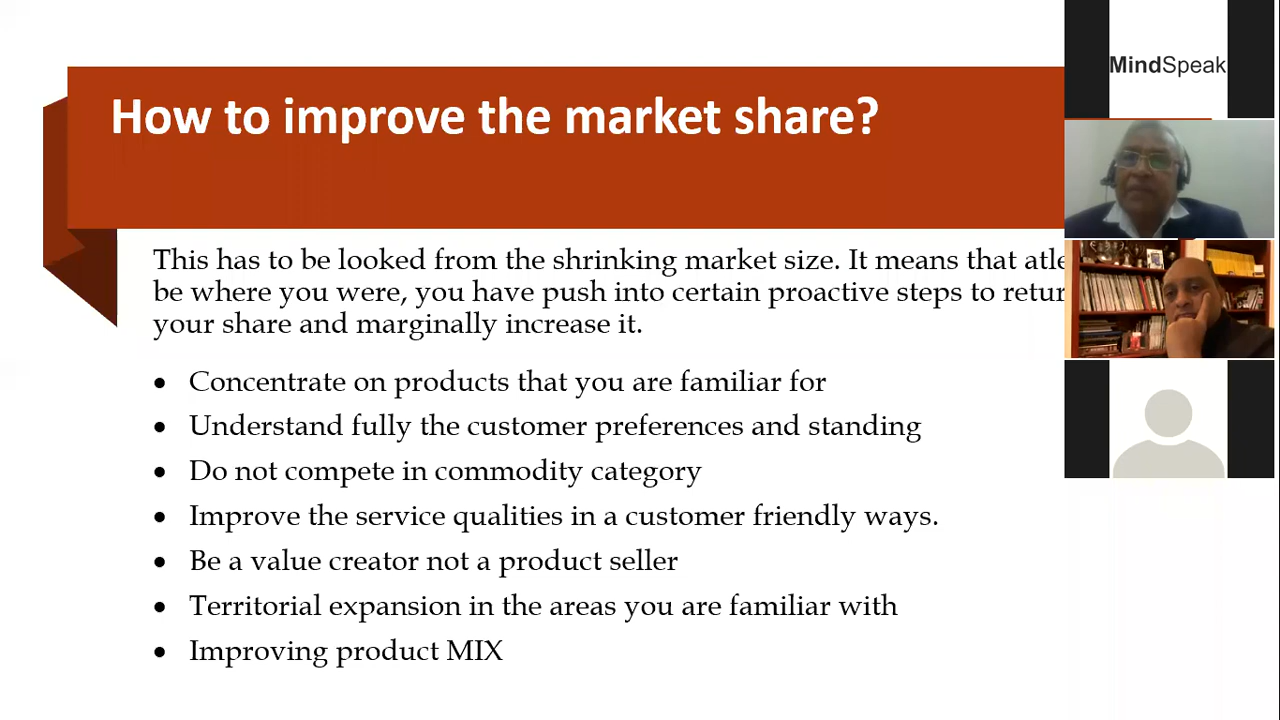 How to improve the market share?
This has to be looked from the shrinking market size. It means that
be where you were, you have push into certain proactive steps to
your share and marginally increase it.
• Concentrate on products that you are familiar for
• Understand fully the customer preferences and standing
• Do not compete in commodity category
• Improve the service qualities in a customer friendly ways.
• Be a value creator not a product seller
• Territorial expansion in the areas you are familiar with
• Improving product MIX
MindSpeak